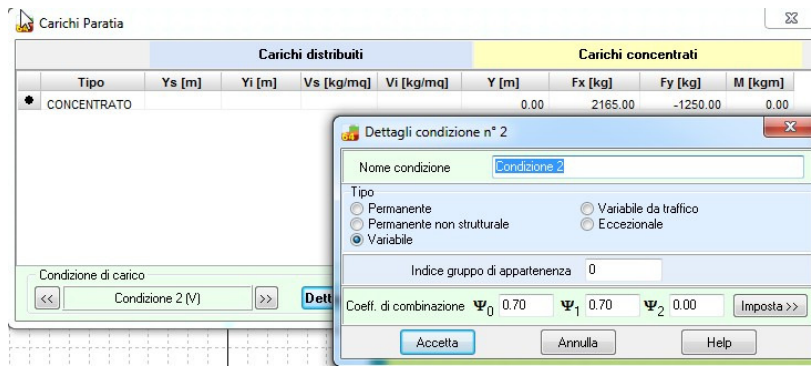 Carichi Paratia
Carichi distribuiti Carichi concentrati
Tipo Ys [m] Yi [m] Vs [kg/mq] Vi [kg/mq] Y [m] Fx [kg] Fy [kg] M [kgm]
CONCENTRATO 0.00 2165.00 -1250.00 0.00
Dettagli condizione n° 2
Nome condizione Condizione 2
Tipo
Permanente Variabile da traffico
Permanente non strutturale Eccezionale
Variabile
Indice gruppo di appartenenza 0
Condizione di carico
<< Condizione 2 (V) >> Dett
Coeff. di combinazione Ψ0 0.70 Ψ1 0.70 Ψ2 0.00 Imposta >>
Accetta Annulla Help